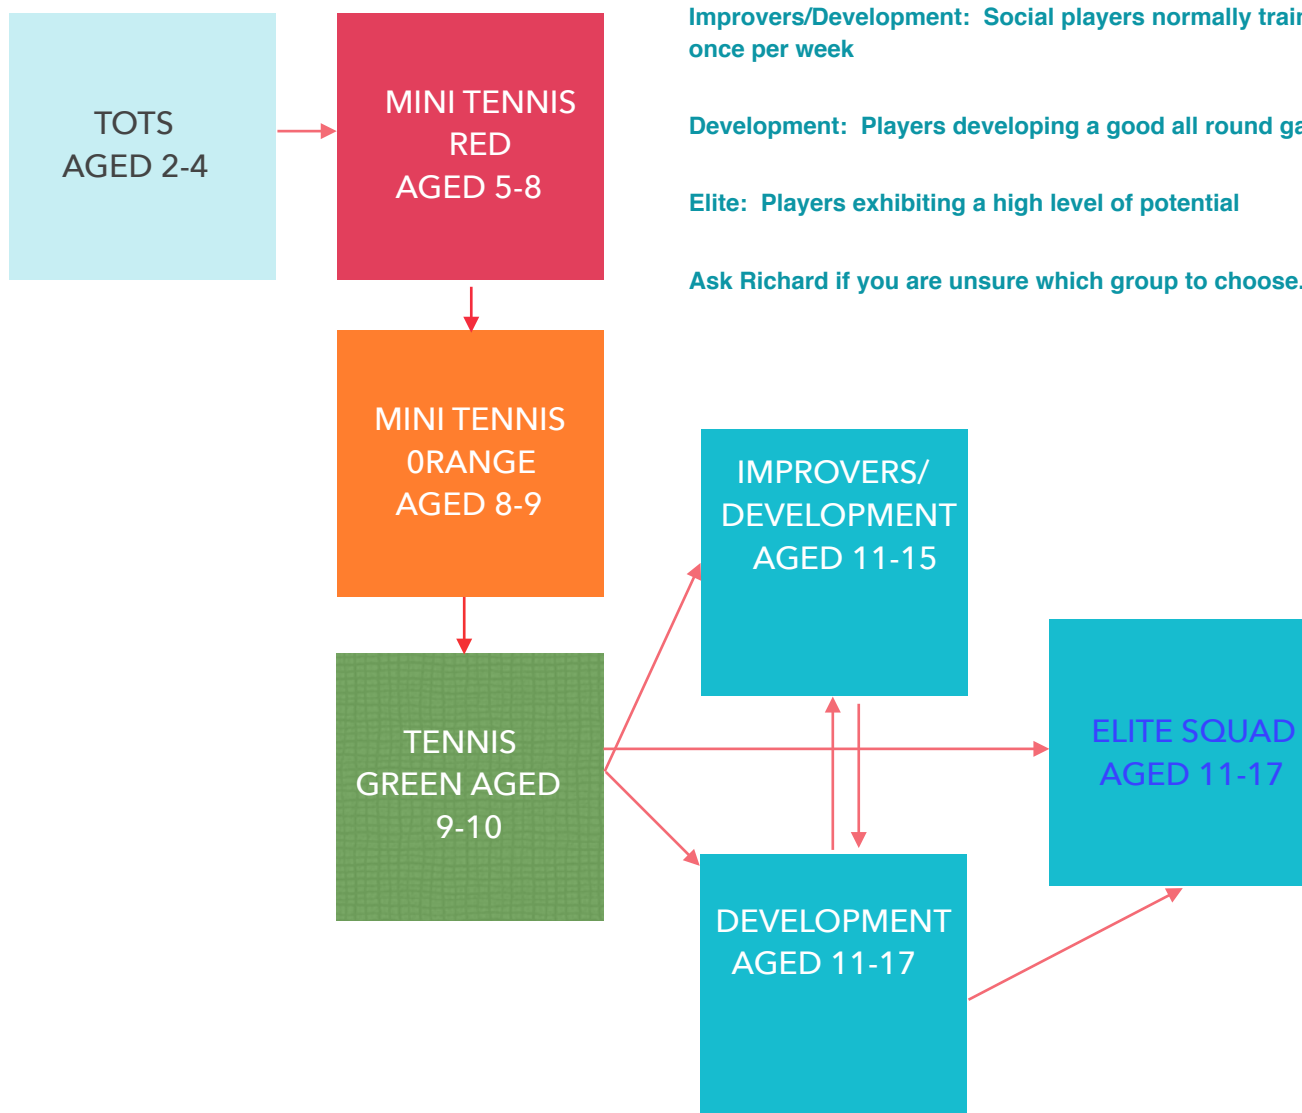 Improvers/Development: Social players normally train
once per week
Development: Players developing a good all round
Elite: Players exhibiting a high level of potential
Ask Richard if you are unsure which group to choose.
TOTS
AGED 2-4
MINI TENNIS
RED
AGED 5-8
MINI TENNIS
0RANGE
AGED 8-9
TENNIS
GREEN AGED
9-10
IMPROVERS/
DEVELOPMENT
AGED 11-15
DEVELOPMENT
AGED 11-17
ELITE SQUAD
AGED 11-17